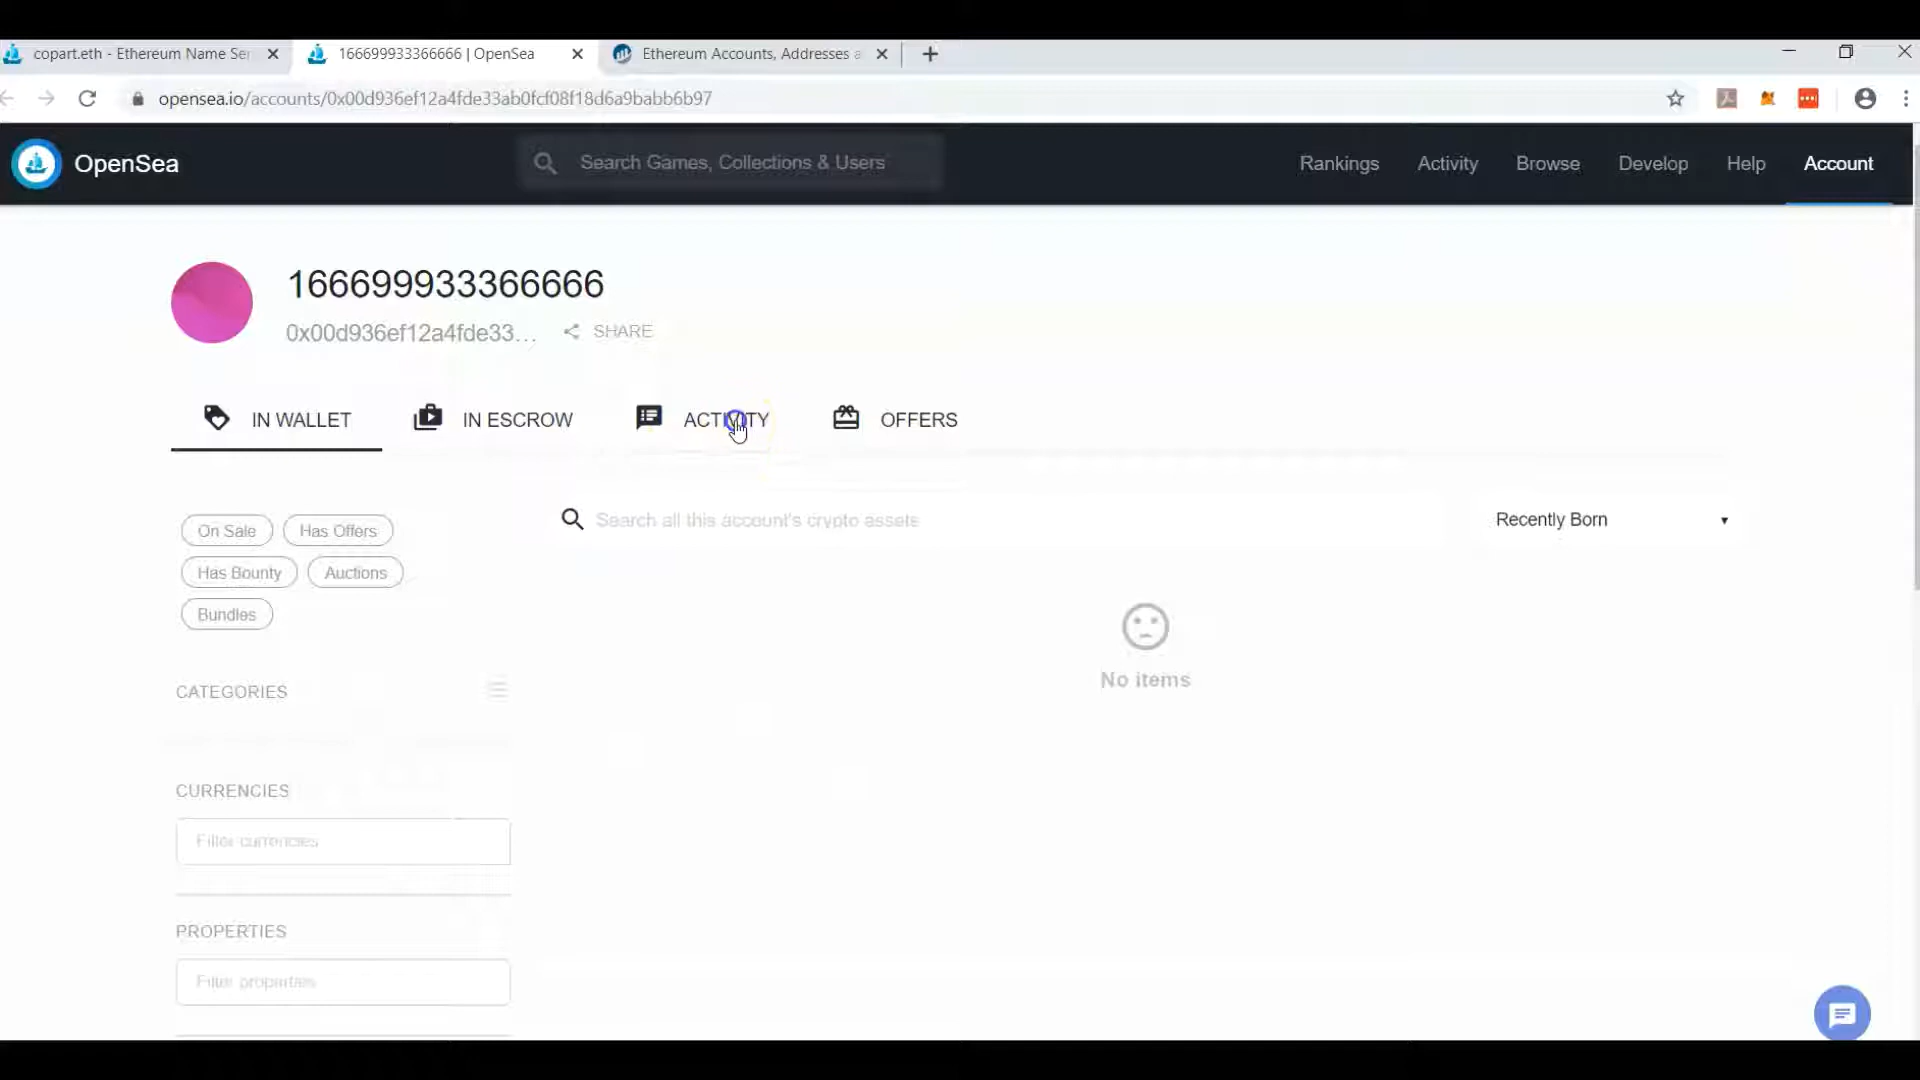 copart.eth - Ethereum Name Ser
166699933366666 | OpenSea
Ethereum Accounts, Addresses a
opensea.io/accounts/0x00d936ef12a4fde33ab0fcf08f18d6a9babb6b97
OpenSea
Search Games, Collections & Users
Rankings
Activity
Browse
Develop
Help
Account
166699933366666
0x00d936ef12a4fde33...
SHARE
IN WALLET
IN ESCROW
ACTIVITY
OFFERS
On Sale
Has Offers
Search all this account's crypto assets
Recently Born
Has Bounty
Auctions
Bundles
No items
CATEGORIES
CURRENCIES
Filter currencies
PROPERTIES
Filter properties